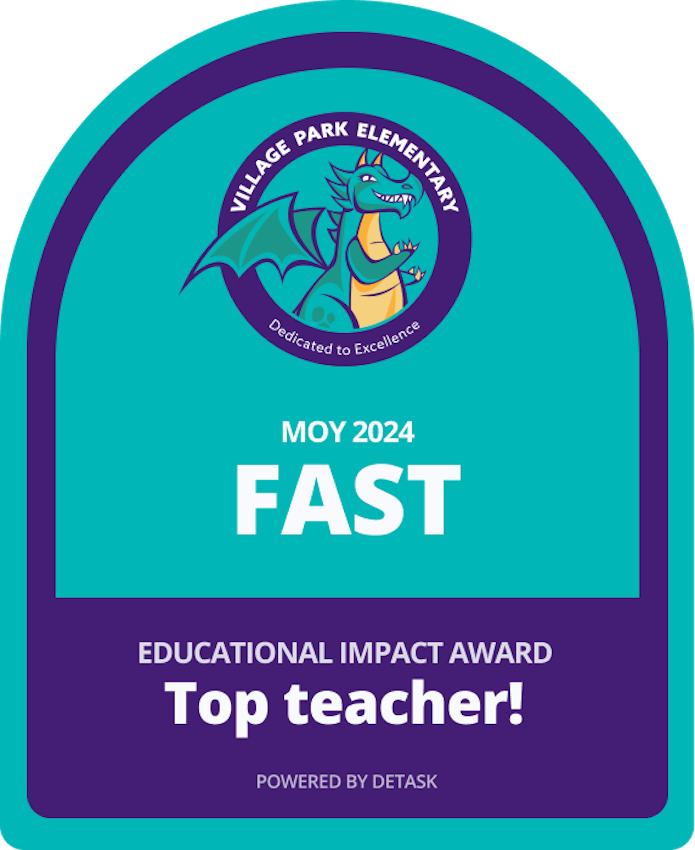 VILLAGE PARK ELEMENTARY
Dedicated to Excellence
MOY 2024
FAST
EDUCATIONAL IMPACT AWARD
Top teacher!
POWERED BY DETASK